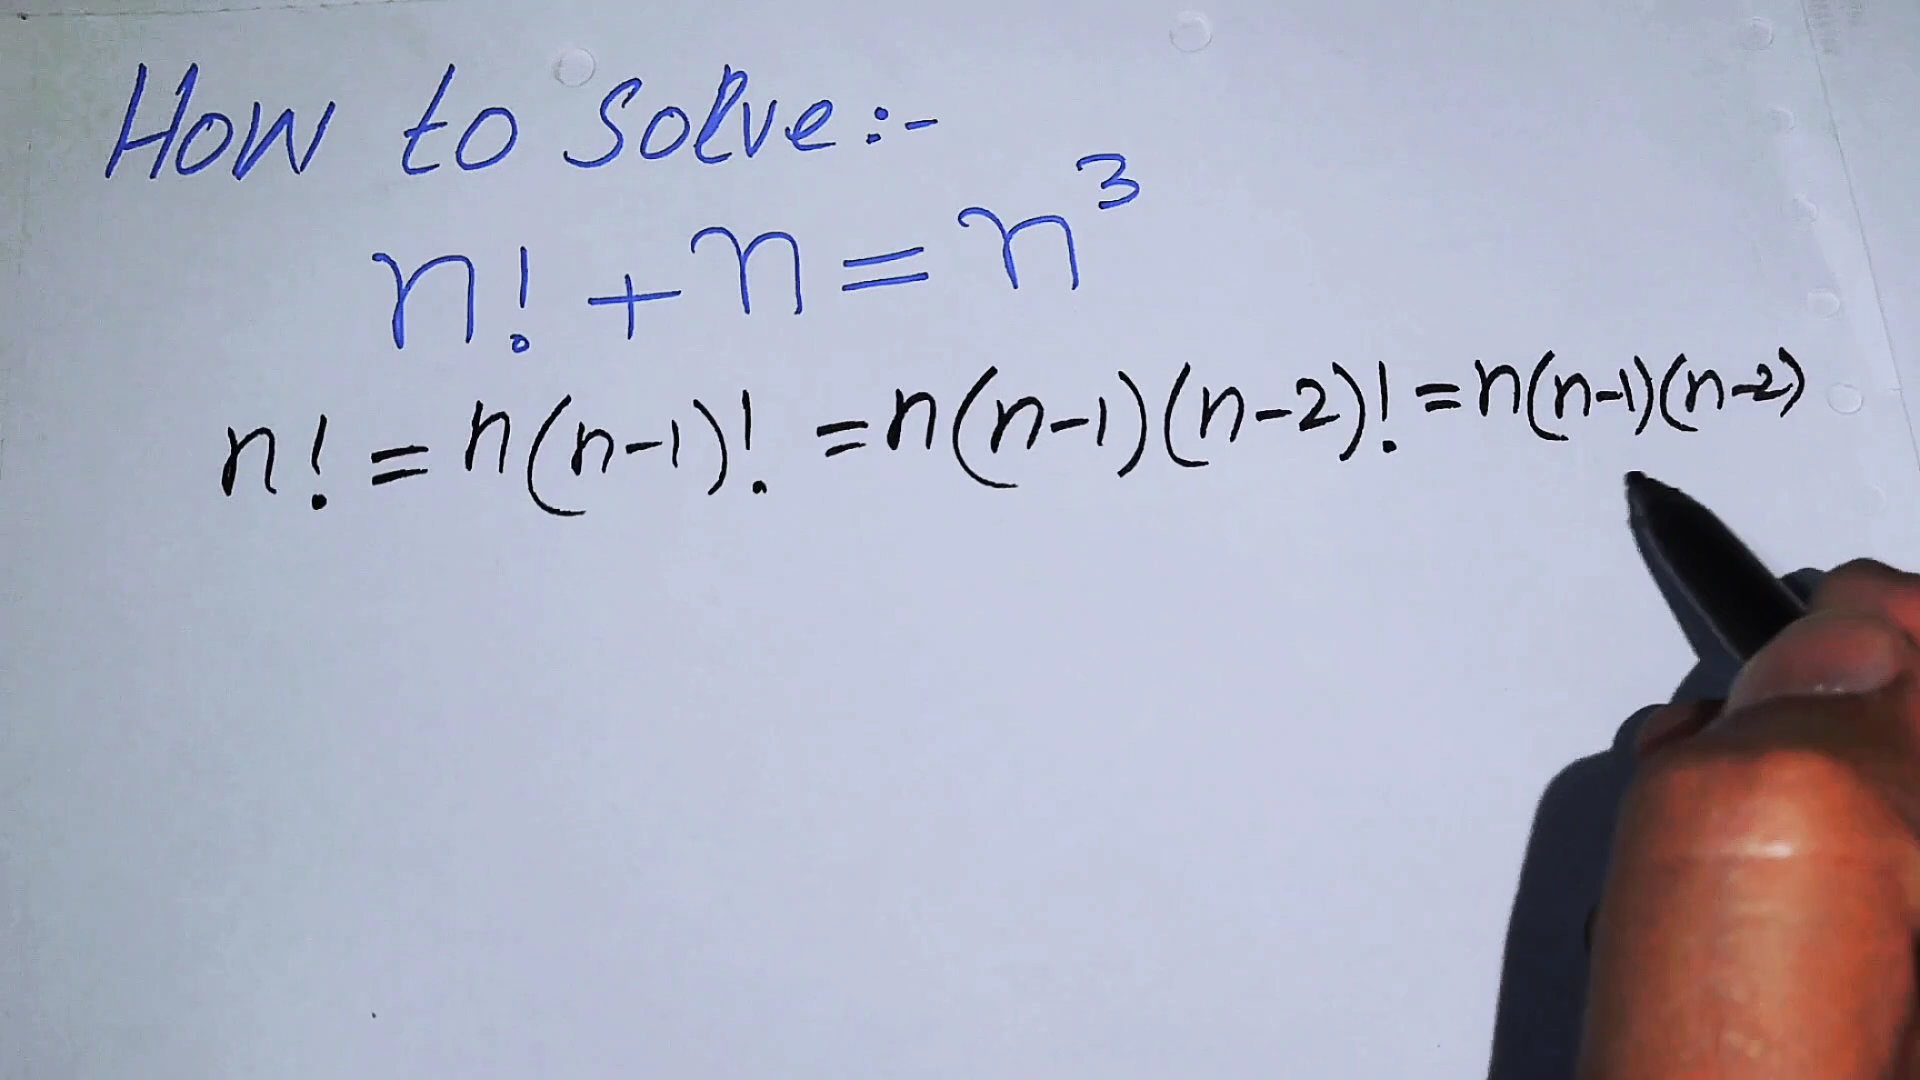 How to Solve:-
n! + n = n³
n! = n(n-1)! = n(n-1)(n-2)! = n(n-1)(n-2)